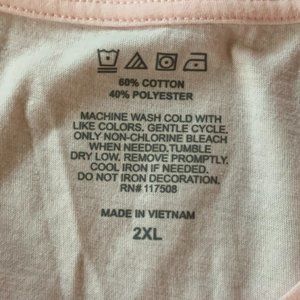 60% COTTON
40% POLYESTER
MACHINE WASH COLD WITH
LIKE COLORS. GENTLE CYCLE.
ONLY NON-CHLORINE BLEACH
WHEN NEEDED.TUMBLE
DRY LOW. REMOVE PROMPTLY.
COOL IRON IF NEEDED.
DO NOT IRON DECORATION.
RN# 117508
MADE IN VIETNAM
2XL